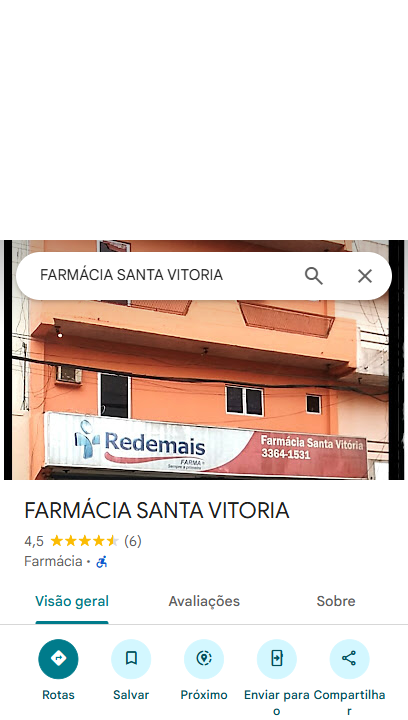 FARMÁCIA SANTA VITORIA
Redemais
FARMA+
Sempre a primeira
Farmácia Santa Vitória
3364-1531
FARMÁCIA SANTA VITORIA
4,5 (6)
Farmácia ·
Visão geral Avaliações Sobre
Rotas Salvar Próximo Enviar para o Compartilhar